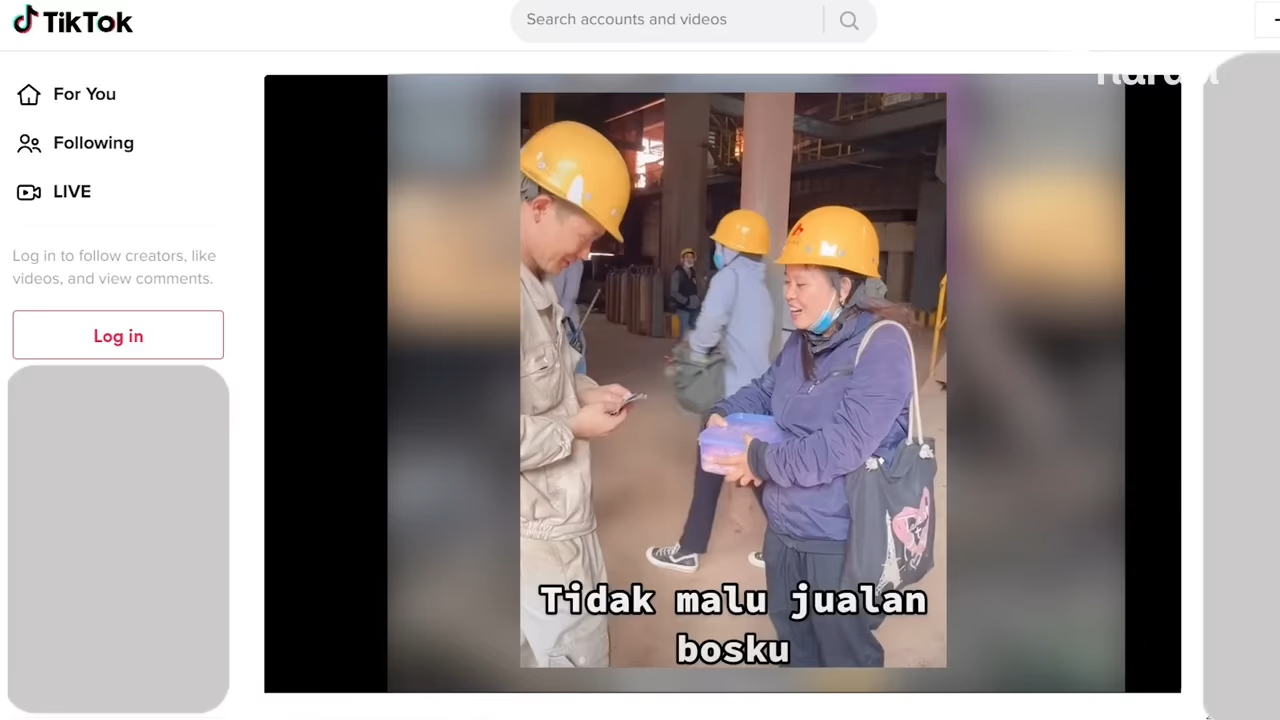 TikTok
Search accounts and videos
For You
Following
LIVE
Log in to follow creators, like
videos, and view comments.
Log in
Tidak malu jualan
bosku